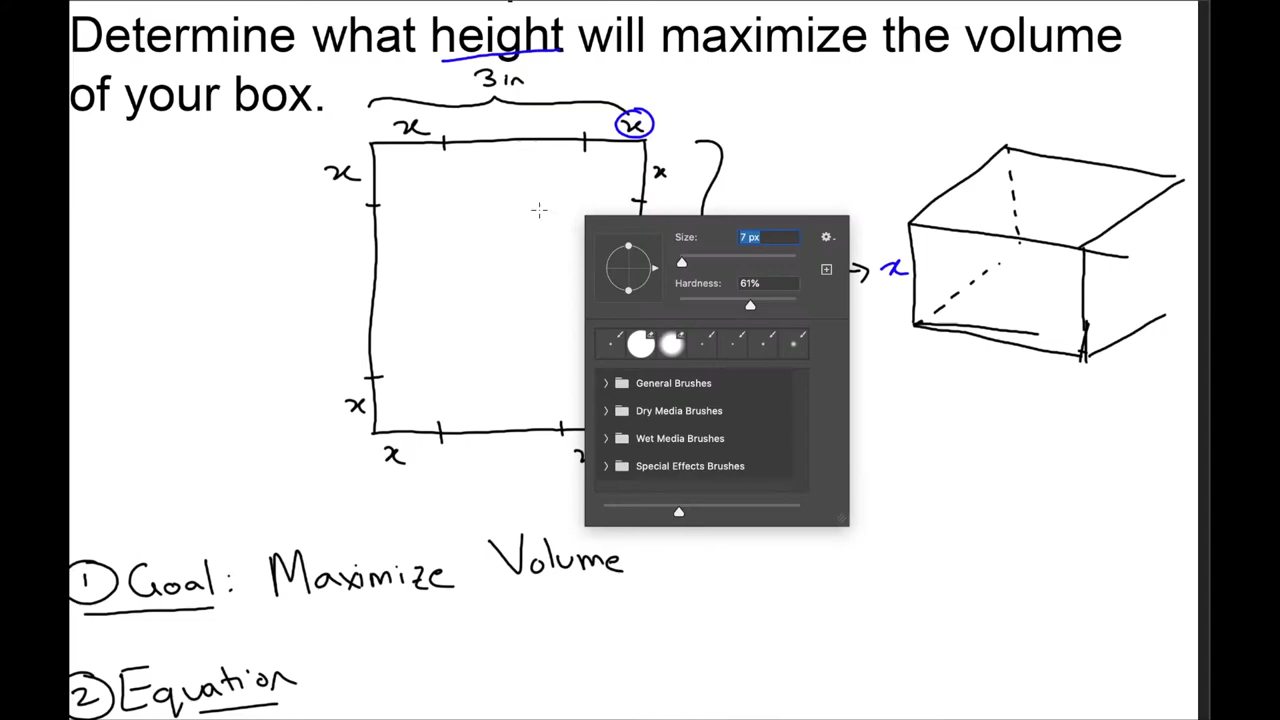 Determine what height will maximize the volume
of your box.
3 in
x x
x x
Size: 7 px
x
Hardness: 61%
General Brushes
Dry Media Brushes
x
Wet Media Brushes
x
Special Effects Brushes
① Goal: Maximize Volume
② Equation